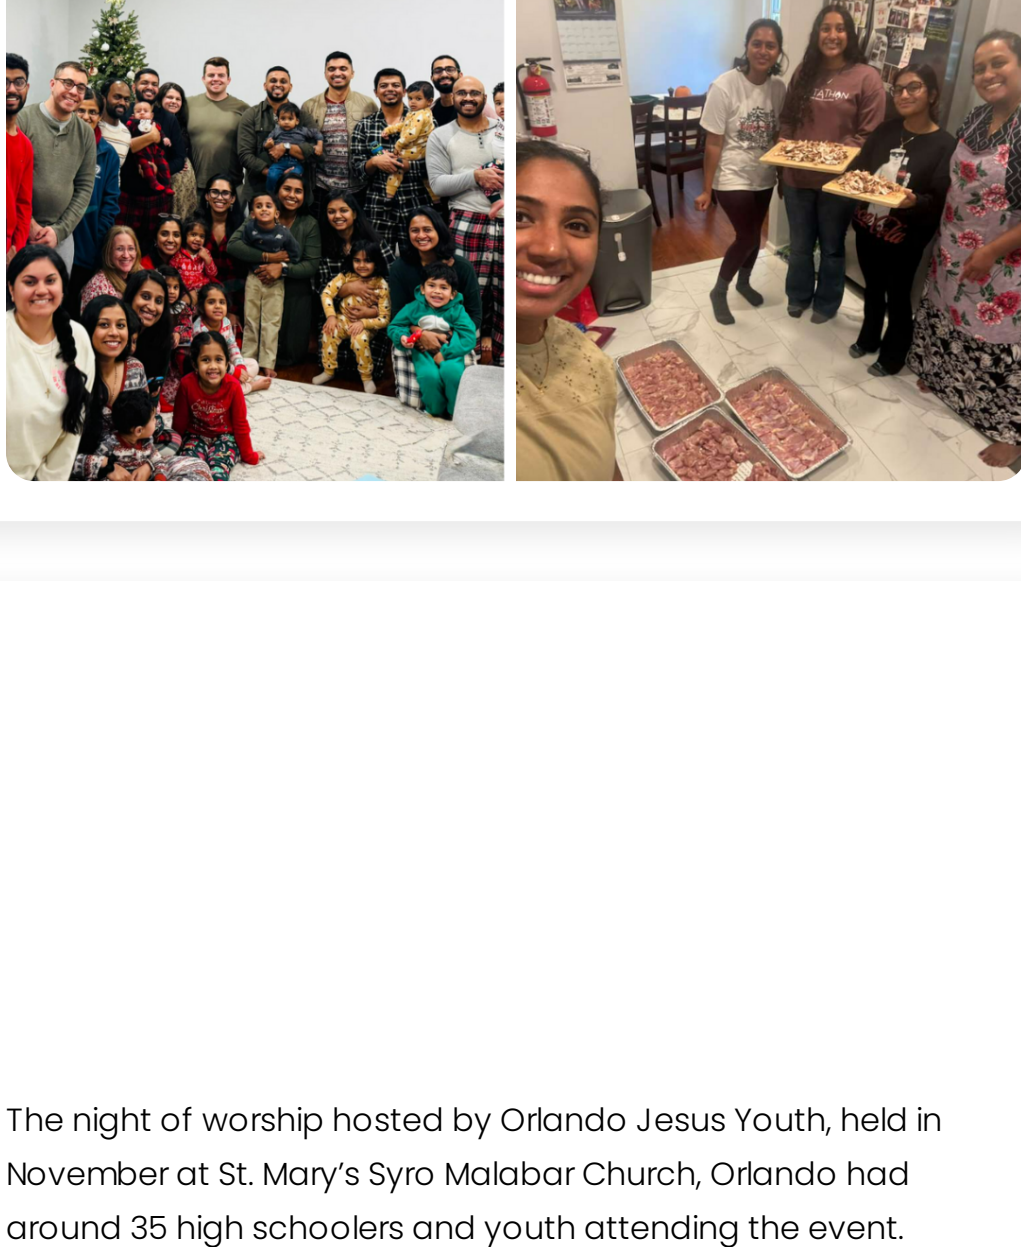 The night of worship hosted by Orlando Jesus Youth, held in
November at St. Mary’s Syro Malabar Church, Orlando had
around 35 high schoolers and youth attending the event.